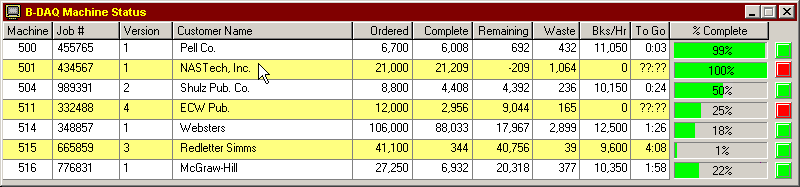 B-DAQ Machine Status
Machine Job # Version Customer Name Ordered Complete Remaining Waste Bks/Hr To Go % Complete
500 455765 1 Pell Co. 6,700 6,008 692 432 11,050 0:03 99%
501 434567 1 NASTech, Inc. 21,000 21,209 -209 1,064 0 ??:?? 100%
504 989391 2 Shulz Pub. Co. 8,800 4,408 4,392 236 10,150 0:24 50%
511 332488 4 ECW Pub. 12,000 2,956 9,044 165 0 ??:?? 25%
514 348857 1 Websters 106,000 88,033 17,967 2,899 12,500 1:26 18%
515 665859 3 Redletter Simms 41,100 344 40,756 39 9,600 4:08 1%
516 776831 1 McGraw-Hill 27,250 6,932 20,318 377 10,350 1:58 22%